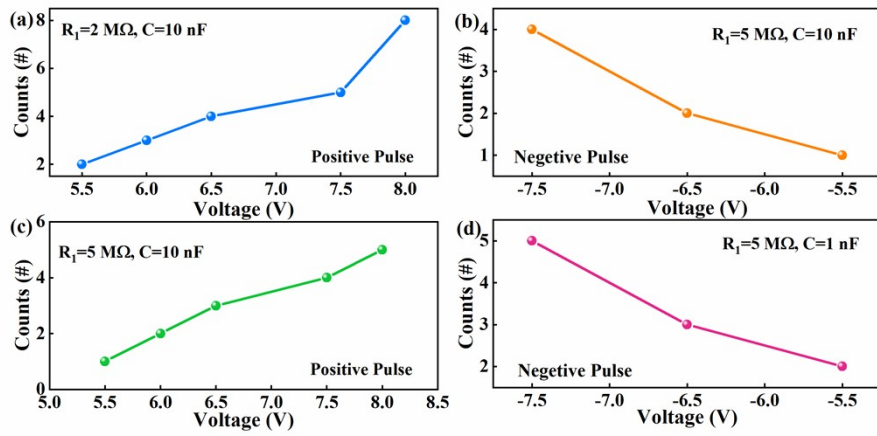 (a)
R₁=2 MΩ, C=10 nF
Positive Pulse
Counts (#)
8
6
4
2
5.5 6.0 6.5 7.0 7.5 8.0
Voltage (V)
(b)
R₁=5 MΩ, C=10 nF
Negetive Pulse
Counts (#)
4
3
2
1
-7.5 -7.0 -6.5 -6.0 -5.5
Voltage (V)
(c)
R₁=5 MΩ, C=10 nF
Positive Pulse
Counts (#)
6
4
2
0
5.0 5.5 6.0 6.5 7.0 7.5 8.0 8.5
Voltage (V)
(d)
R₁=5 MΩ, C=1 nF
Negetive Pulse
Counts (#)
5
4
3
2
-7.5 -7.0 -6.5 -6.0 -5.5
Voltage (V)